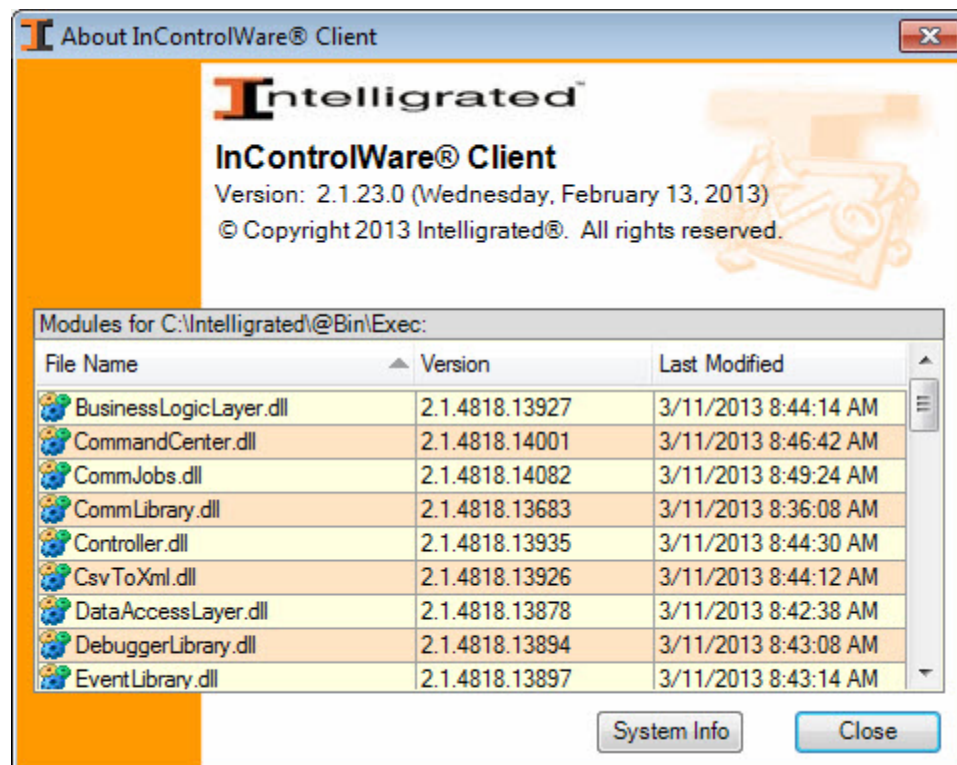 About InControlWare® Client
Intelligrated™
InControlWare® Client
Version: 2.1.23.0 (Wednesday, February 13, 2013)
© Copyright 2013 Intelligrated®. All rights reserved.
Modules for C:\Intelligrated\@Bin\Exec:
File Name Version Last Modified
BusinessLogicLayer.dll 2.1.4818.13927 3/11/2013 8:44:14 AM
CommandCenter.dll 2.1.4818.14001 3/11/2013 8:46:42 AM
CommJobs.dll 2.1.4818.14082 3/11/2013 8:49:24 AM
CommLibrary.dll 2.1.4818.13683 3/11/2013 8:36:08 AM
Controller.dll 2.1.4818.13935 3/11/2013 8:44:30 AM
CsvToXml.dll 2.1.4818.13926 3/11/2013 8:44:12 AM
DataAccessLayer.dll 2.1.4818.13878 3/11/2013 8:42:38 AM
DebuggerLibrary.dll 2.1.4818.13894 3/11/2013 8:43:08 AM
EventLibrary.dll 2.1.4818.13897 3/11/2013 8:43:14 AM
System Info Close